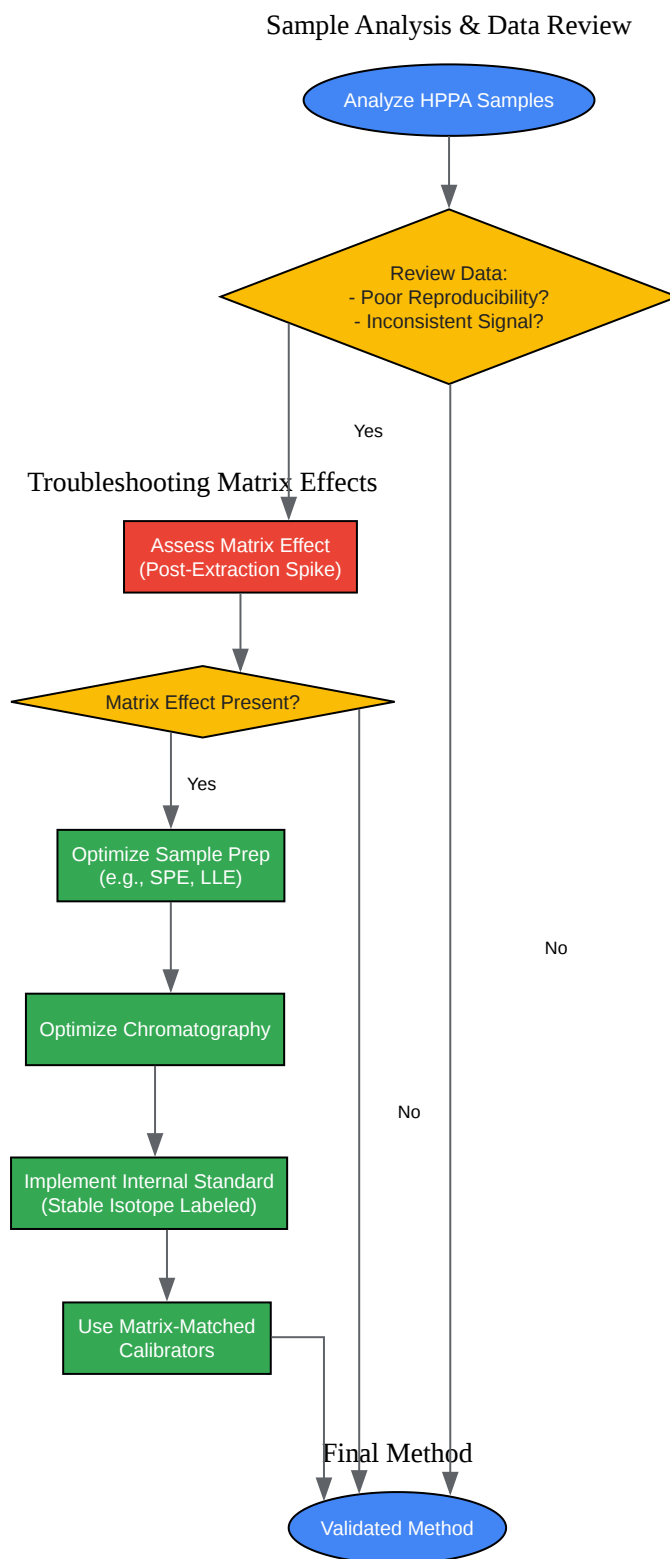 Sample Analysis & Data Review
Analyze HPPA Samples
Review Data:
- Poor Reproducibility?
- Inconsistent Signal?
Yes
Troubleshooting Matrix Effects
Assess Matrix Effect
(Post-Extraction Spike)
Matrix Effect Present?
Yes
Optimize Sample Prep
(e.g., SPE, LLE)
No
Optimize Chromatography
No
Implement Internal Standard
(Stable Isotope Labeled)
Use Matrix-Matched
Calibrators
Final Method
Validated Method